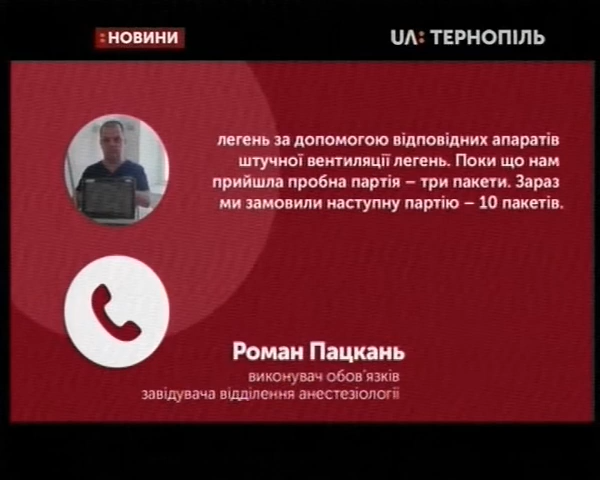 :НОВИНИ
UA: ТЕРНОПІЛЬ
легень за допомогою відповідних апаратів
штучної вентиляції легень. Поки що нам
прийшла пробна партія – три пакети. Зараз
ми замовили наступну партію – 10 пакетів.
Роман Пацкань
виконувач обов'язків
завідувача відділення анестезіології